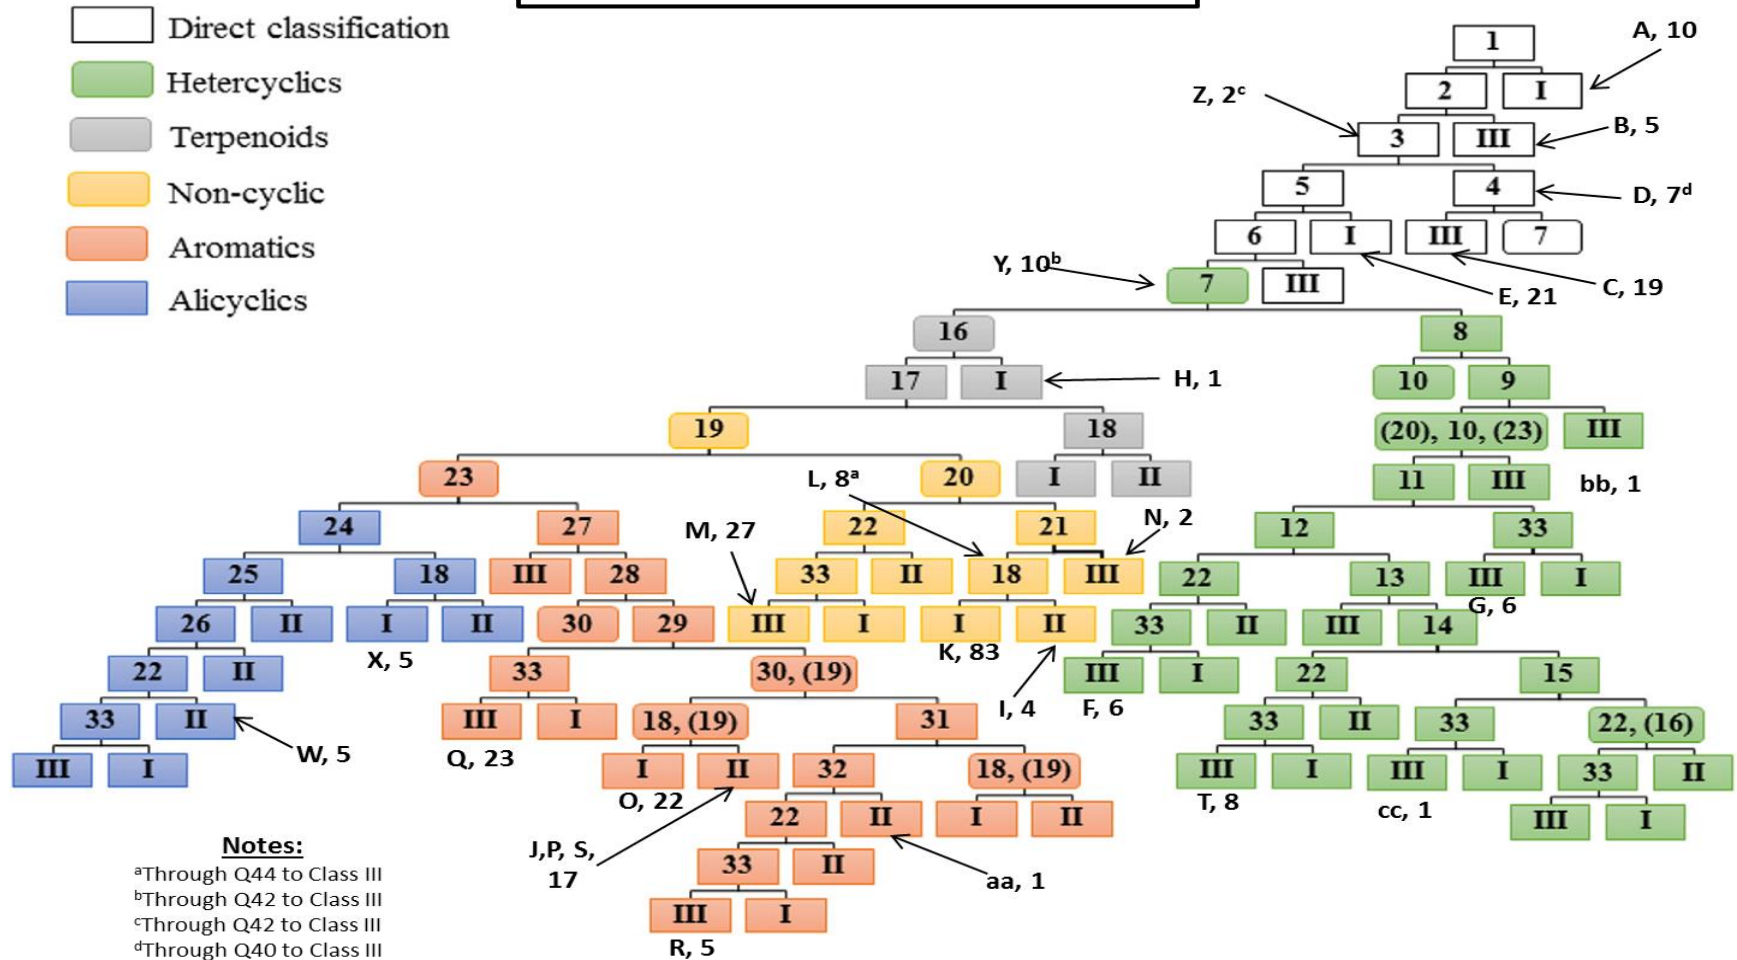 Direct classification
Hetercyclics
Terpenoids
Non-cyclic
Aromatics
Alicyclics
1
A, 10
2
I
Z, 2c
3
III
B, 5
5
4
D, 7d
6
I
III
7
Y, 10b
7
III
E, 21
C, 19
16
8
17
I
H, 1
10
9
19
18
(20), 10, (23)
III
23
20
I
II
11
III
bb, 1
L, 8a
24
27
22
21
N, 2
12
33
M, 27
25
18
III
28
33
II
18
III
22
13
III
I
G, 6
26
II
I
II
30
29
III
I
I
II
33
II
III
14
X, 5
K, 83
22
II
33
30, (19)
III
I
22
15
I, 4
F, 6
33
II
III
I
18, (19)
31
33
II
33
22, (16)
W, 5
Q, 23
III
I
I
II
32
18, (19)
III
I
III
I
33
II
O, 22
T, 8
cc, 1
22
II
I
II
III
I
J,P, S,
17
33
II
aa, 1
III
I
R, 5
Notes:
aThrough Q44 to Class III
bThrough Q42 to Class III
cThrough Q42 to Class III
dThrough Q40 to Class III